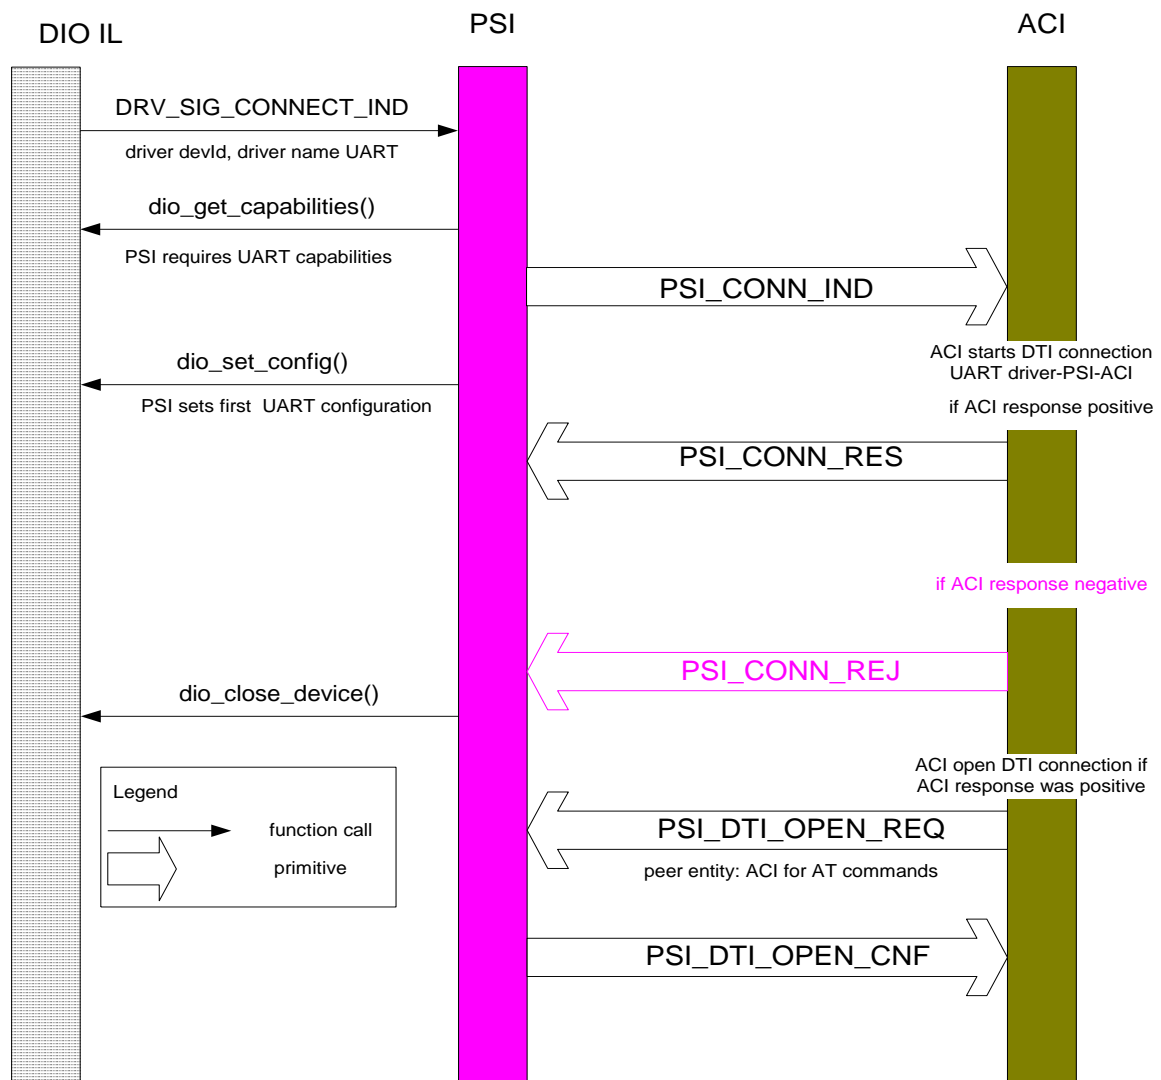 DIO IL
PSI
ACI
DRV_SIG_CONNECT_IND
driver devId, driver name UART
dio_get_capabilities()
PSI requires UART capabilities
PSI_CONN_IND
ACI starts DTI connection
UART driver-PSI-ACI
dio_set_config()
PSI sets first UART configuration
if ACI response positive
PSI_CONN_RES
if ACI response negative
PSI_CONN_REJ
dio_close_device()
ACI open DTI connection if
ACI response was positive
Legend
function call
primitive
PSI_DTI_OPEN_REQ
peer entity: ACI for AT commands
PSI_DTI_OPEN_CNF